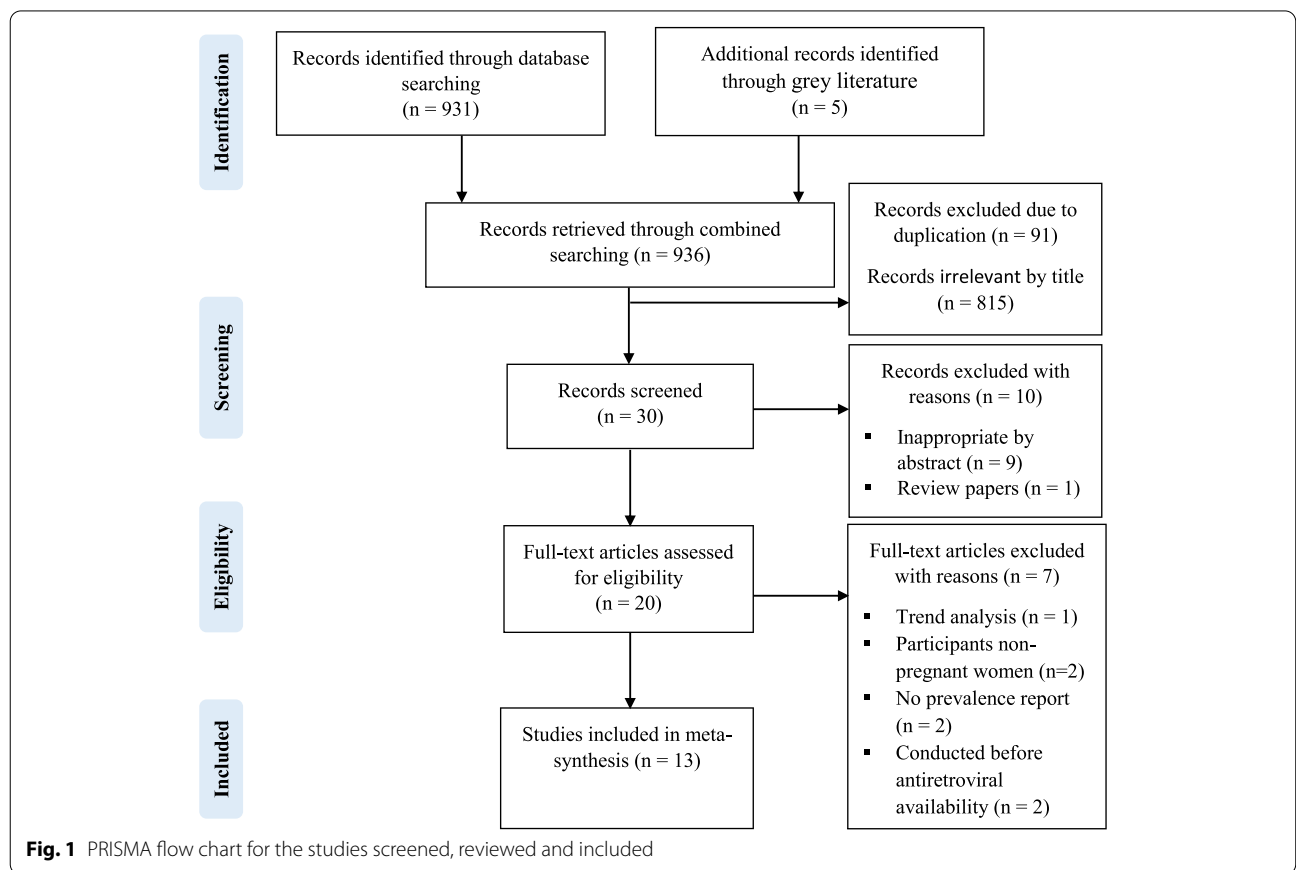 Identification
Records identified through database
searching
(n = 931)
Additional records identified
through grey literature
(n = 5)
Records retrieved through combined
searching (n = 936)
Records excluded due to
duplication (n = 91)
Records irrelevant by title
(n = 815)
Screening
Records screened
(n = 30)
Records excluded with
reasons (n = 10)
▪ Inappropriate by
abstract (n = 9)
▪ Review papers (n = 1)
Eligibility
Full-text articles assessed
for eligibility
(n = 20)
Full-text articles excluded
with reasons (n = 7)
▪ Trend analysis (n = 1)
▪ Participants non-
pregnant women (n=2)
▪ No prevalence report
(n = 2)
▪ Conducted before
antiretroviral
availability (n = 2)
Included
Studies included in meta-
synthesis (n = 13)
Fig. 1 PRISMA flow chart for the studies screened, reviewed and included